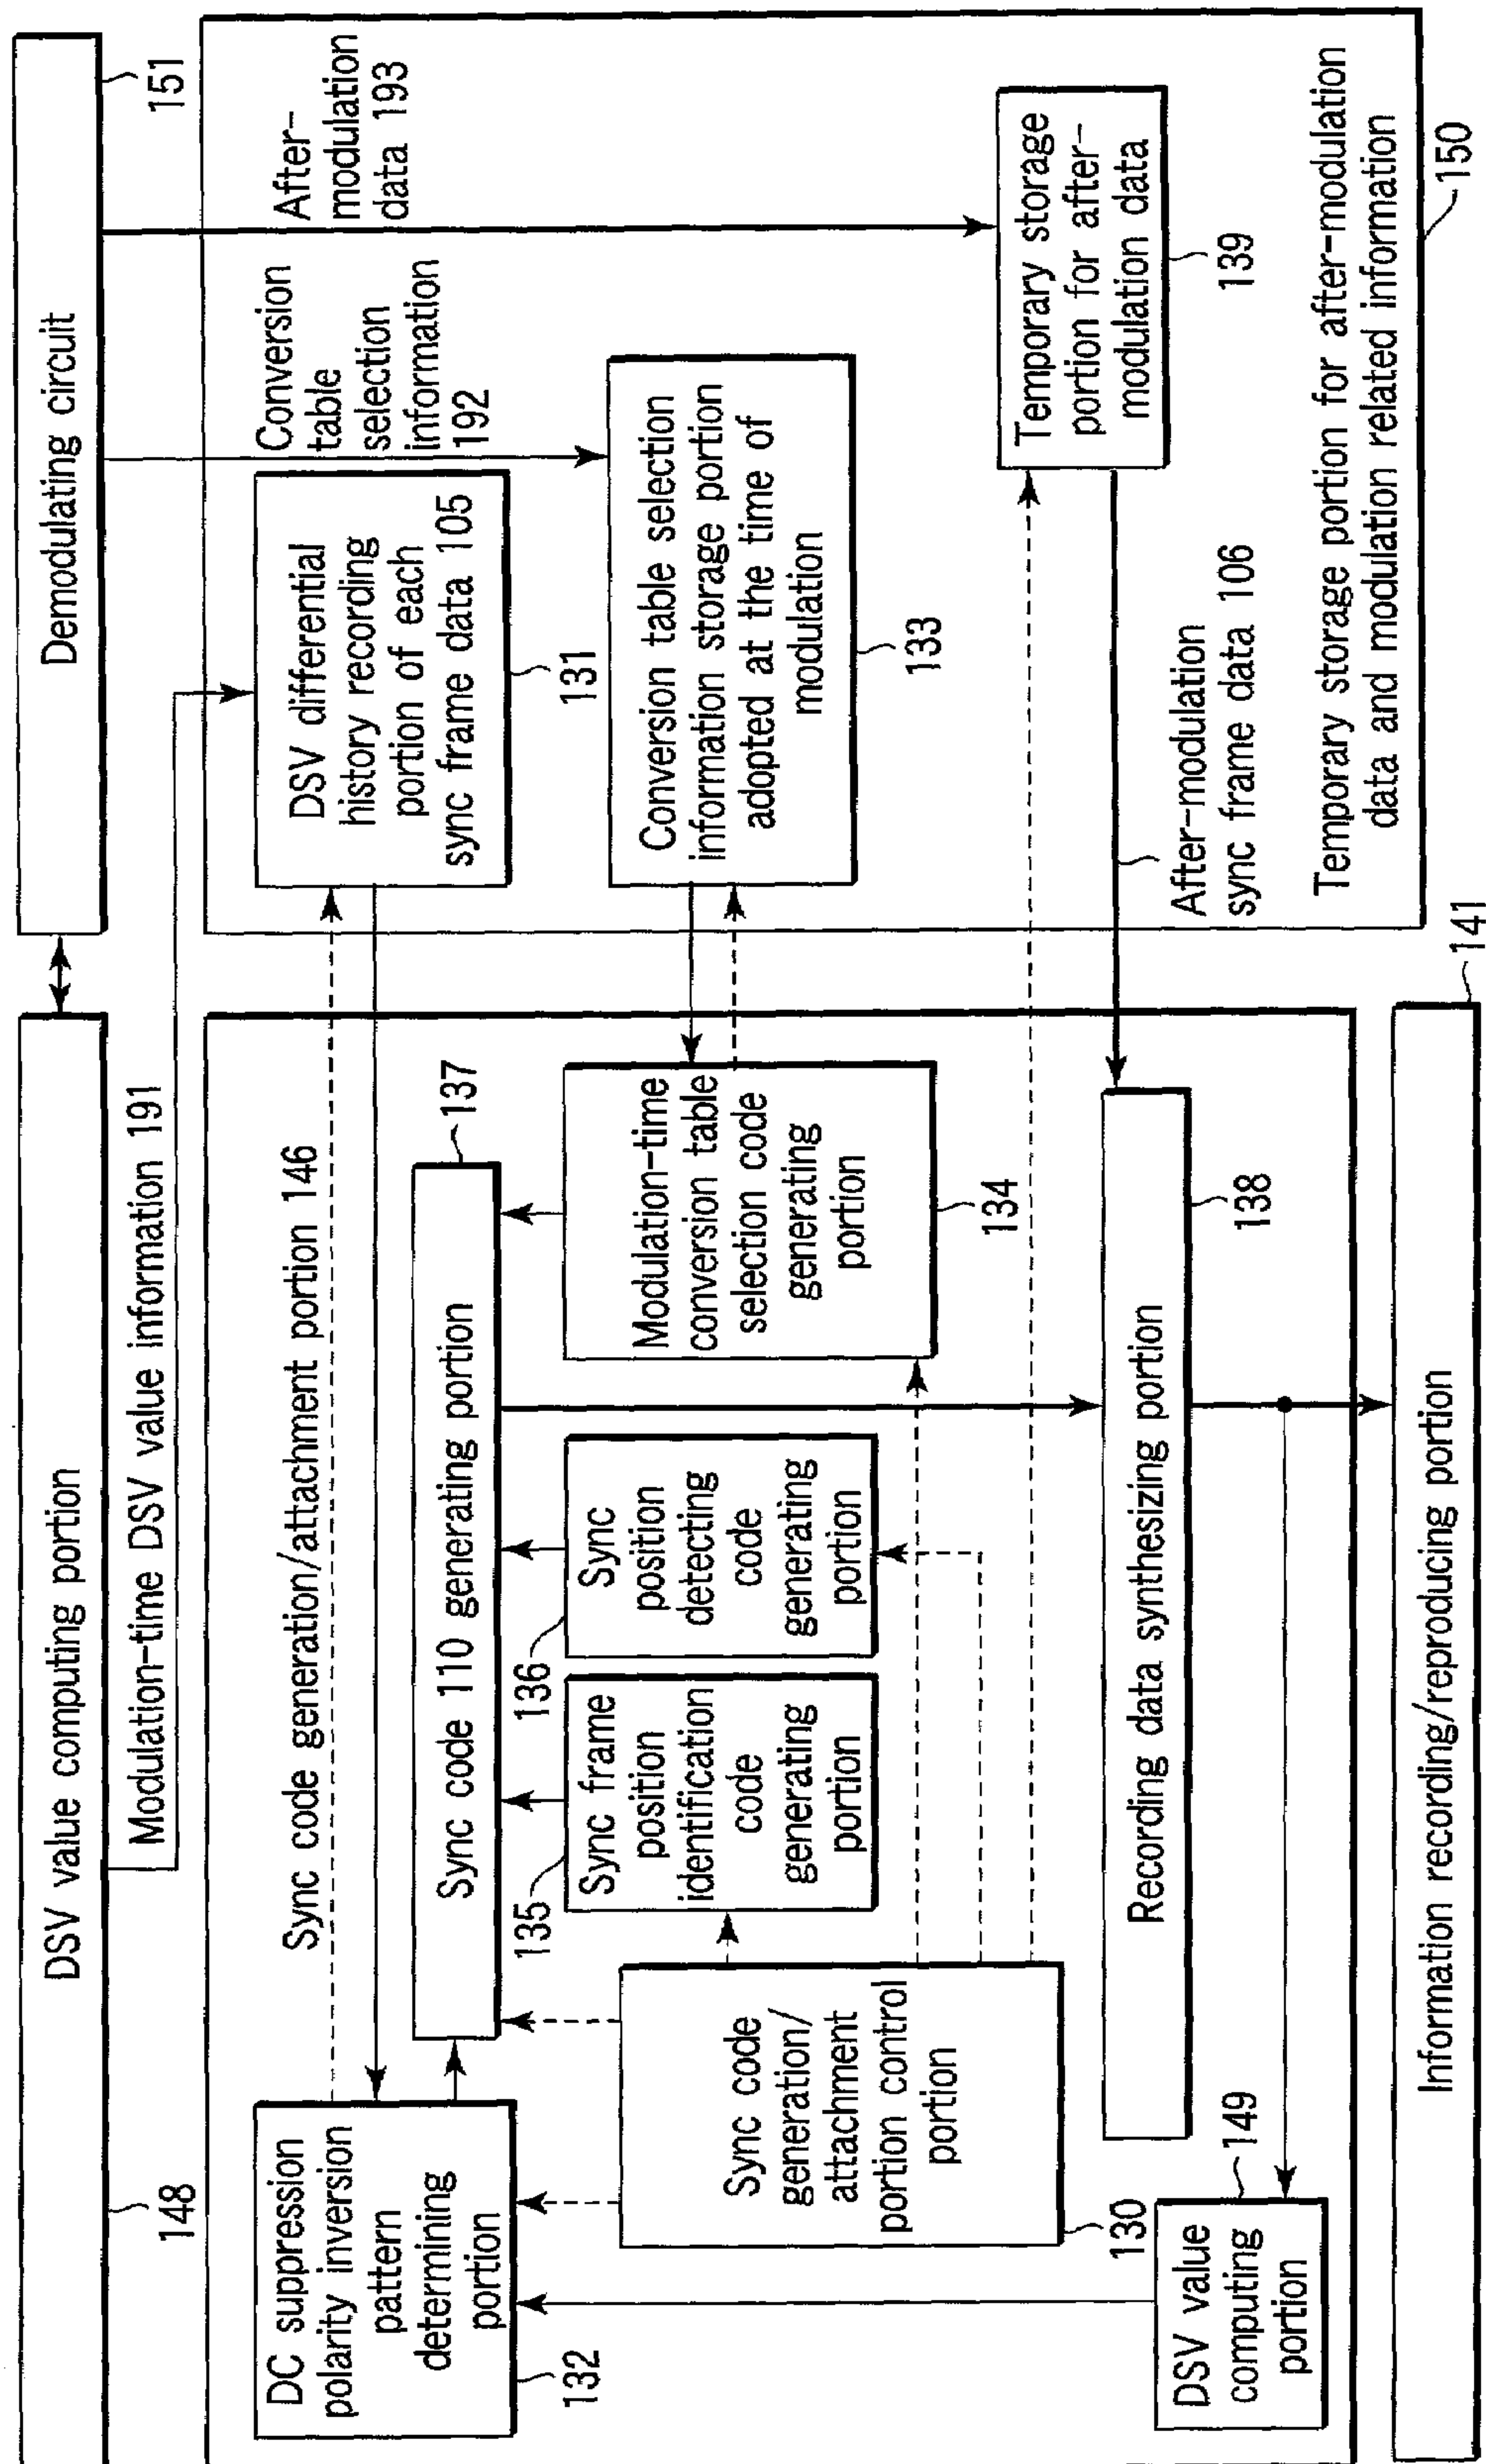 DSV value computing portion
148
Demodulating circuit
151
Modulation-time DSV value information 191
Sync code generation/attachment portion 146
DC suppression
polarity inversion
pattern
determining
portion
132
Sync code 110 generating portion
137
Sync code
generation/
attachment
portion control
portion
130
135
Sync frame
position
identification
code
generating
portion
136
Sync
position
detecting
code
generating
portion
Modulation-time
conversion table
selection code
generating
portion
134
Recording data synthesizing portion
138
DSV value
computing
portion
149
Information recording/reproducing portion
141
DSV differential
history recording
portion of each
sync frame data 105
131
Conversion
table
selection
information
192
After-
modulation
data 193
Conversion table selection
information storage portion
adopted at the time of
modulation
133
Temporary storage
portion for after-
modulation data
139
After-modulation
sync frame data 106
Temporary storage portion for after-modulation
data and modulation related information
150